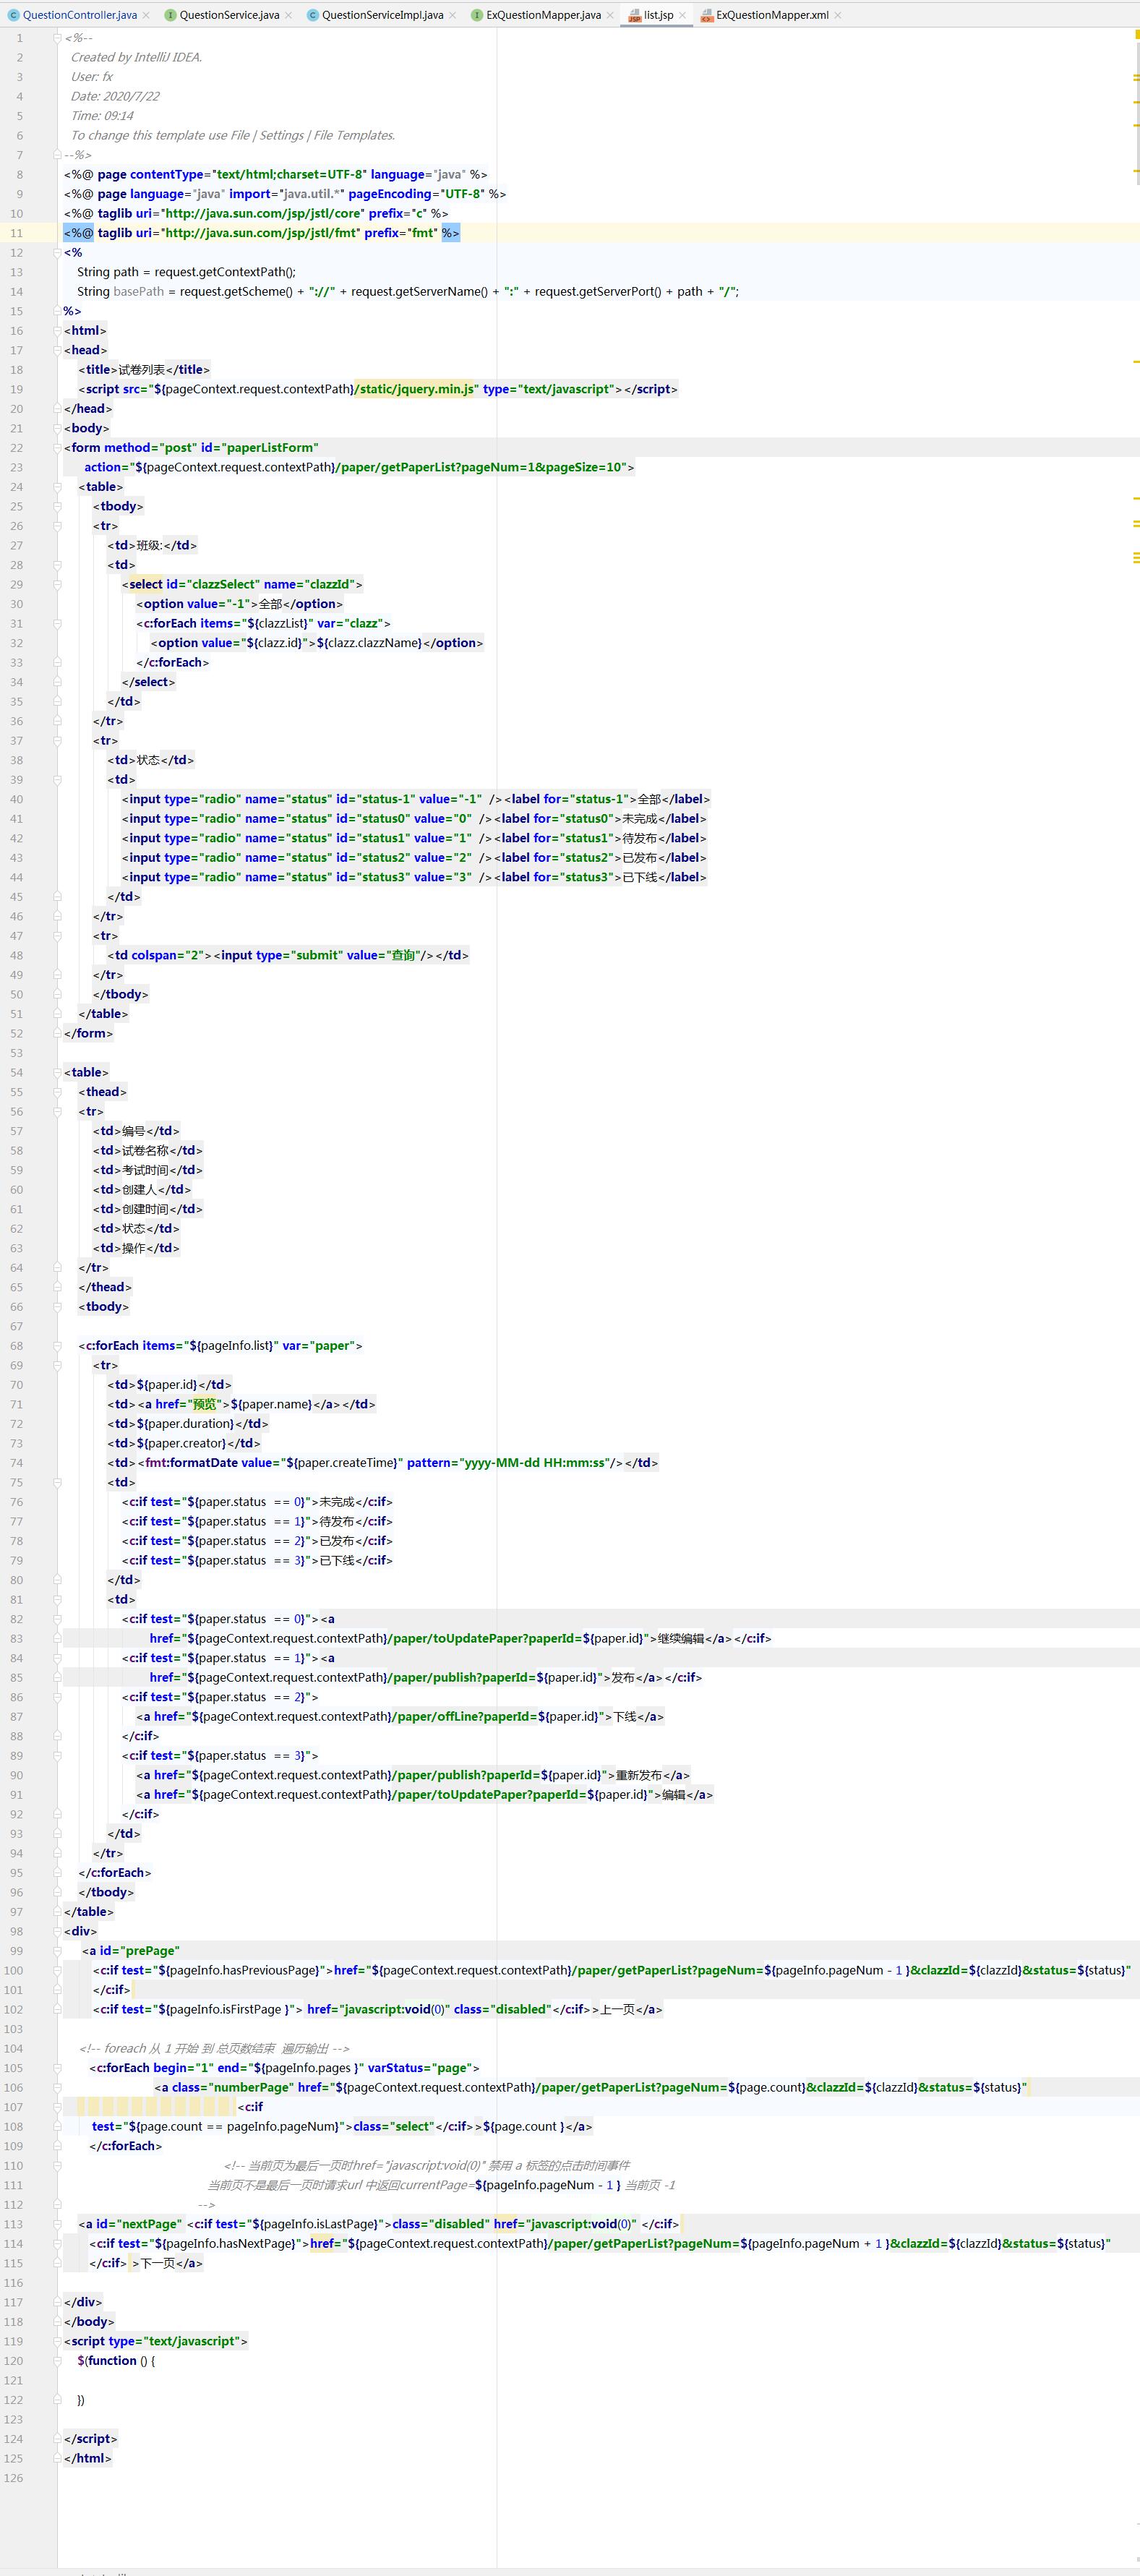 QuestionController.java × QuestionService.java × QuestionServiceImpl.java × ExQuestionMapper.java × list.jsp × ExQuestionMapper.xml ×
1 <%--
2 Created by IntelliJ IDEA.
3 User: fx
4 Date: 2020/7/22
5 Time: 09:14
6 To change this template use File | Settings | File Templates.
7 --%>
8 <%@ page contentType="text/html;charset=UTF-8" language="java" %>
9 <%@ page language="java" import="java.util.*" pageEncoding="UTF-8" %>
10 <%@ taglib uri="http://java.sun.com/jsp/jstl/core" prefix="c" %>
11 <%@ taglib uri="http://java.sun.com/jsp/jstl/fmt" prefix="fmt" %>
12 <%
13 String path = request.getContextPath();
14 String basePath = request.getScheme() + "://" + request.getServerName() + ":" + request.getServerPort() + path + "/";
15 %>
16 <html>
17 <head>
18 <title>试卷列表</title>
19 <script src="${pageContext.request.contextPath}/static/jquery.min.js" type="text/javascript"></script>
20 </head>
21 <body>
22 <form method="post" id="paperListForm"
23 action="${pageContext.request.contextPath}/paper/getPaperList?pageNum=1&pageSize=10">
24 <table>
25 <tbody>
26 <tr>
27 <td>班级:</td>
28 <td>
29 <select id="clazzSelect" name="clazzId">
30 <option value="-1">全部</option>
31 <c:forEach items="${clazzList}" var="clazz">
32 <option value="${clazz.id}">${clazz.clazzName}</option>
33 </c:forEach>
34 </select>
35 </td>
36 </tr>
37 <tr>
38 <td>状态</td>
39 <td>
40 <input type="radio" name="status" id="status-1" value="-1" /><label for="status-1">全部</label>
41 <input type="radio" name="status" id="status0" value="0" /><label for="status0">未完成</label>
42 <input type="radio" name="status" id="status1" value="1" /><label for="status1">待发布</label>
43 <input type="radio" name="status" id="status2" value="2" /><label for="status2">已发布</label>
44 <input type="radio" name="status" id="status3" value="3" /><label for="status3">已下线</label>
45 </td>
46 </tr>
47 <tr>
48 <td colspan="2"><input type="submit" value="查询"/></td>
49 </tr>
50 </tbody>
51 </table>
52 </form>
53
54 <table>
55 <thead>
56 <tr>
57 <td>编号</td>
58 <td>试卷名称</td>
59 <td>考试时间</td>
60 <td>创建人</td>
61 <td>创建时间</td>
62 <td>状态</td>
63 <td>操作</td>
64 </tr>
65 </thead>
66 <tbody>
67
68 <c:forEach items="${pageInfo.list}" var="paper">
69 <tr>
70 <td>${paper.id}</td>
71 <td><a href="预览">${paper.name}</a></td>
72 <td>${paper.duration}</td>
73 <td>${paper.creator}</td>
74 <td><fmt:formatDate value="${paper.createTime}" pattern="yyyy-MM-dd HH:mm:ss"/></td>
75 <td>
76 <c:if test="${paper.status == 0}">未完成</c:if>
77 <c:if test="${paper.status == 1}">待发布</c:if>
78 <c:if test="${paper.status == 2}">已发布</c:if>
79 <c:if test="${paper.status == 3}">已下线</c:if>
80 </td>
81 <td>
82 <c:if test="${paper.status == 0}"><a
83 href="${pageContext.request.contextPath}/paper/toUpdatePaper?paperId=${paper.id}">继续编辑</a></c:if>
84 <c:if test="${paper.status == 1}"><a
85 href="${pageContext.request.contextPath}/paper/publish?paperId=${paper.id}">发布</a></c:if>
86 <c:if test="${paper.status == 2}">
87 <a href="${pageContext.request.contextPath}/paper/offLine?paperId=${paper.id}">下线</a>
88 </c:if>
89 <c:if test="${paper.status == 3}">
90 <a href="${pageContext.request.contextPath}/paper/publish?paperId=${paper.id}">重新发布</a>
91 <a href="${pageContext.request.contextPath}/paper/toUpdatePaper?paperId=${paper.id}">编辑</a>
92 </c:if>
93 </td>
94 </tr>
95 </c:forEach>
96 </tbody>
97 </table>
98 <div>
99 <a id="prePage"
100 <c:if test="${pageInfo.hasPreviousPage}">href="${pageContext.request.contextPath}/paper/getPaperList?pageNum=${pageInfo.pageNum - 1 }&clazzId=${clazzId}&status=${status}"
101 </c:if>
102 <c:if test="${pageInfo.isFirstPage }"> href="javascript:void(0)" class="disabled"</c:if>>上一页</a>
103
104 <!-- foreach 从 1 开始 到 总页数结束 遍历输出 -->
105 <c:forEach begin="1" end="${pageInfo.pages }" varStatus="page">
106 <a class="numberPage" href="${pageContext.request.contextPath}/paper/getPaperList?pageNum=${page.count}&clazzId=${clazzId}&status=${status}"
107 <c:if
108 test="${page.count == pageInfo.pageNum}">class="select"</c:if>>${page.count }</a>
109 </c:forEach>
110 <!-- 当前页为最后一页时href="javascript:void(0)" 禁用 a 标签的点击时间事件
111 当前页不是最后一页时请求url 中返回currentPage=${pageInfo.pageNum - 1 } 当前页 -1
112 -->
113 <a id="nextPage" <c:if test="${pageInfo.isLastPage}">class="disabled" href="javascript:void(0)" </c:if>
114 <c:if test="${pageInfo.hasNextPage}">href="${pageContext.request.contextPath}/paper/getPaperList?pageNum=${pageInfo.pageNum + 1 }&clazzId=${clazzId}&status=${status}"
115 </c:if> >下一页</a>
116
117 </div>
118 </body>
119 <script type="text/javascript">
120 $(function () {
121
122 })
123
124 </script>
125 </html>
126